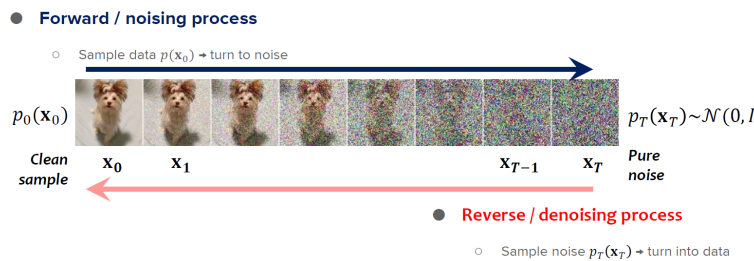 Forward / noising process
Sample data p(x₀) → turn to noise
p₀(x₀)
p_T(x_T)~𝒩(0, I
Clean
sample
x₀
x₁
x_{T−1}
x_T
Pure
noise
Reverse / denoising process
Sample noise p_T(x_T) → turn into data